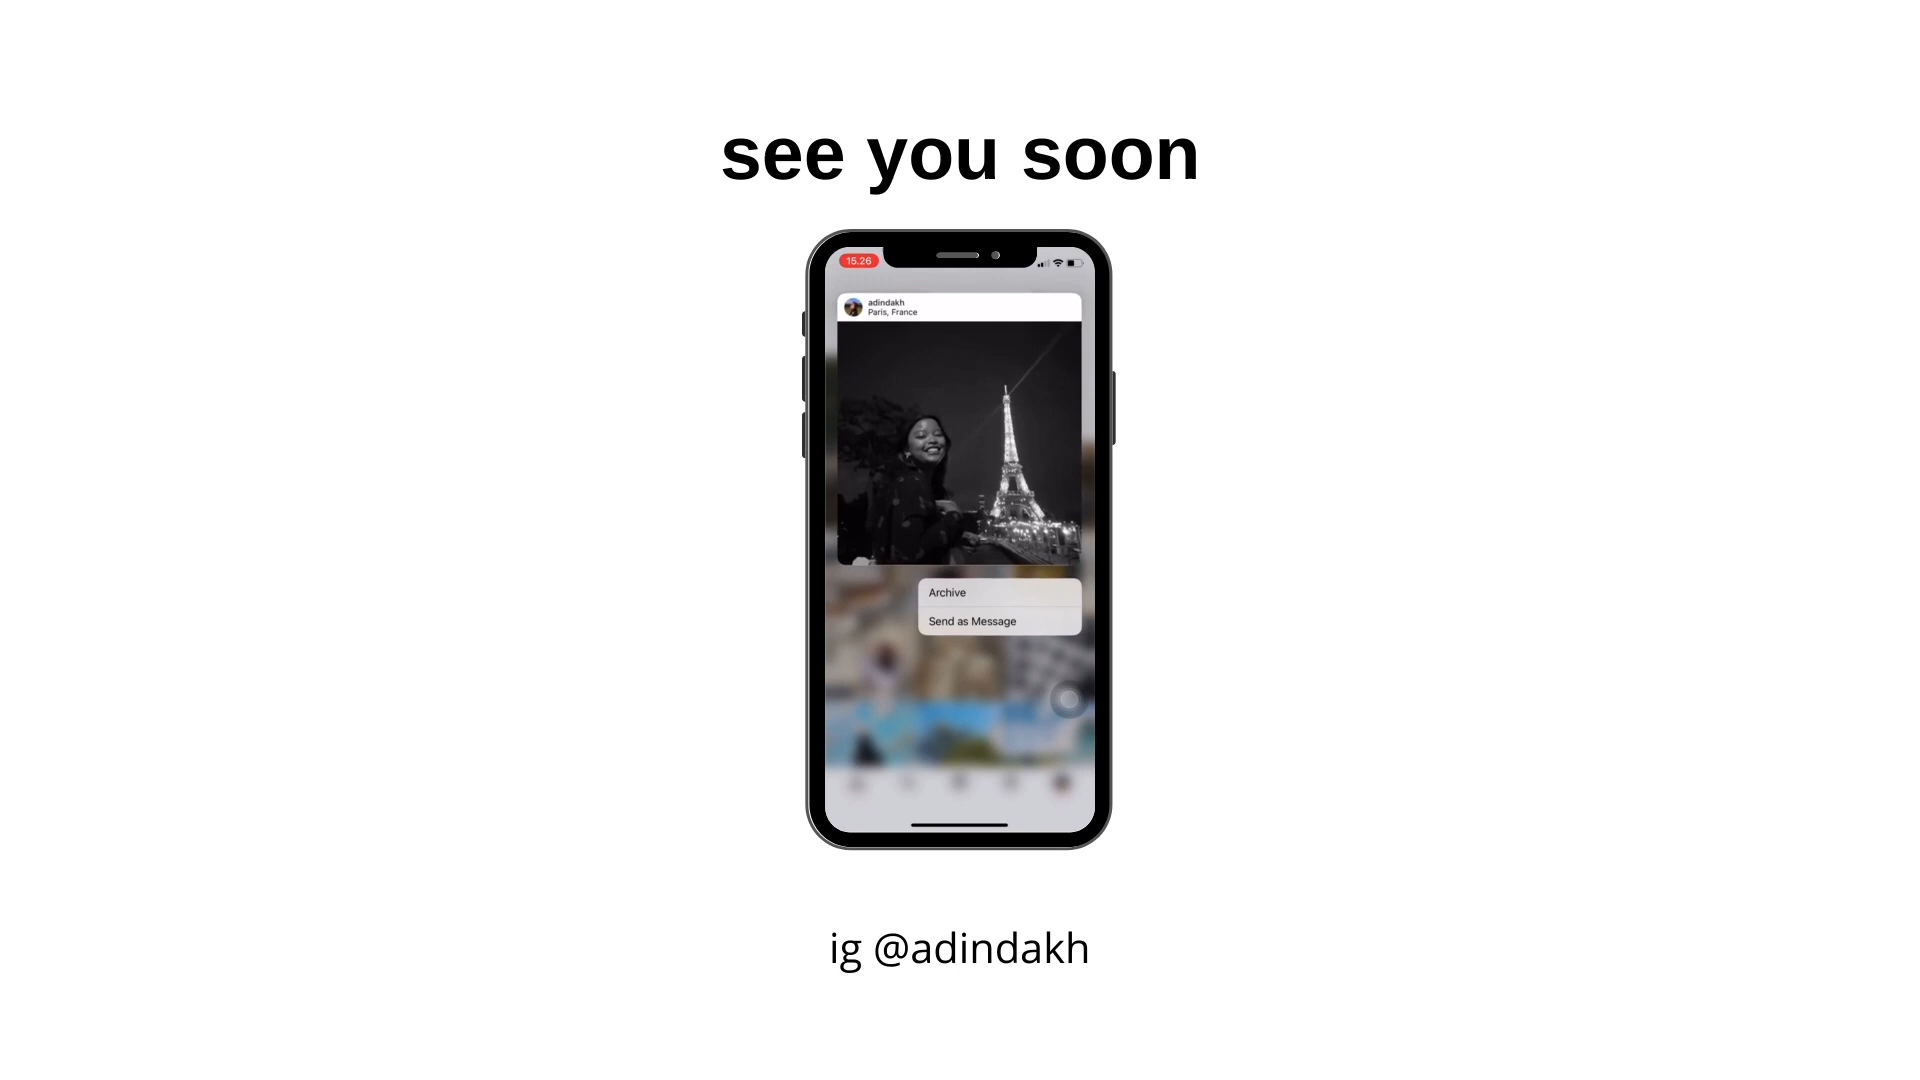 see you soon
15.26
adindakh
Paris, France
Archive
Send as Message
ig @adindakh